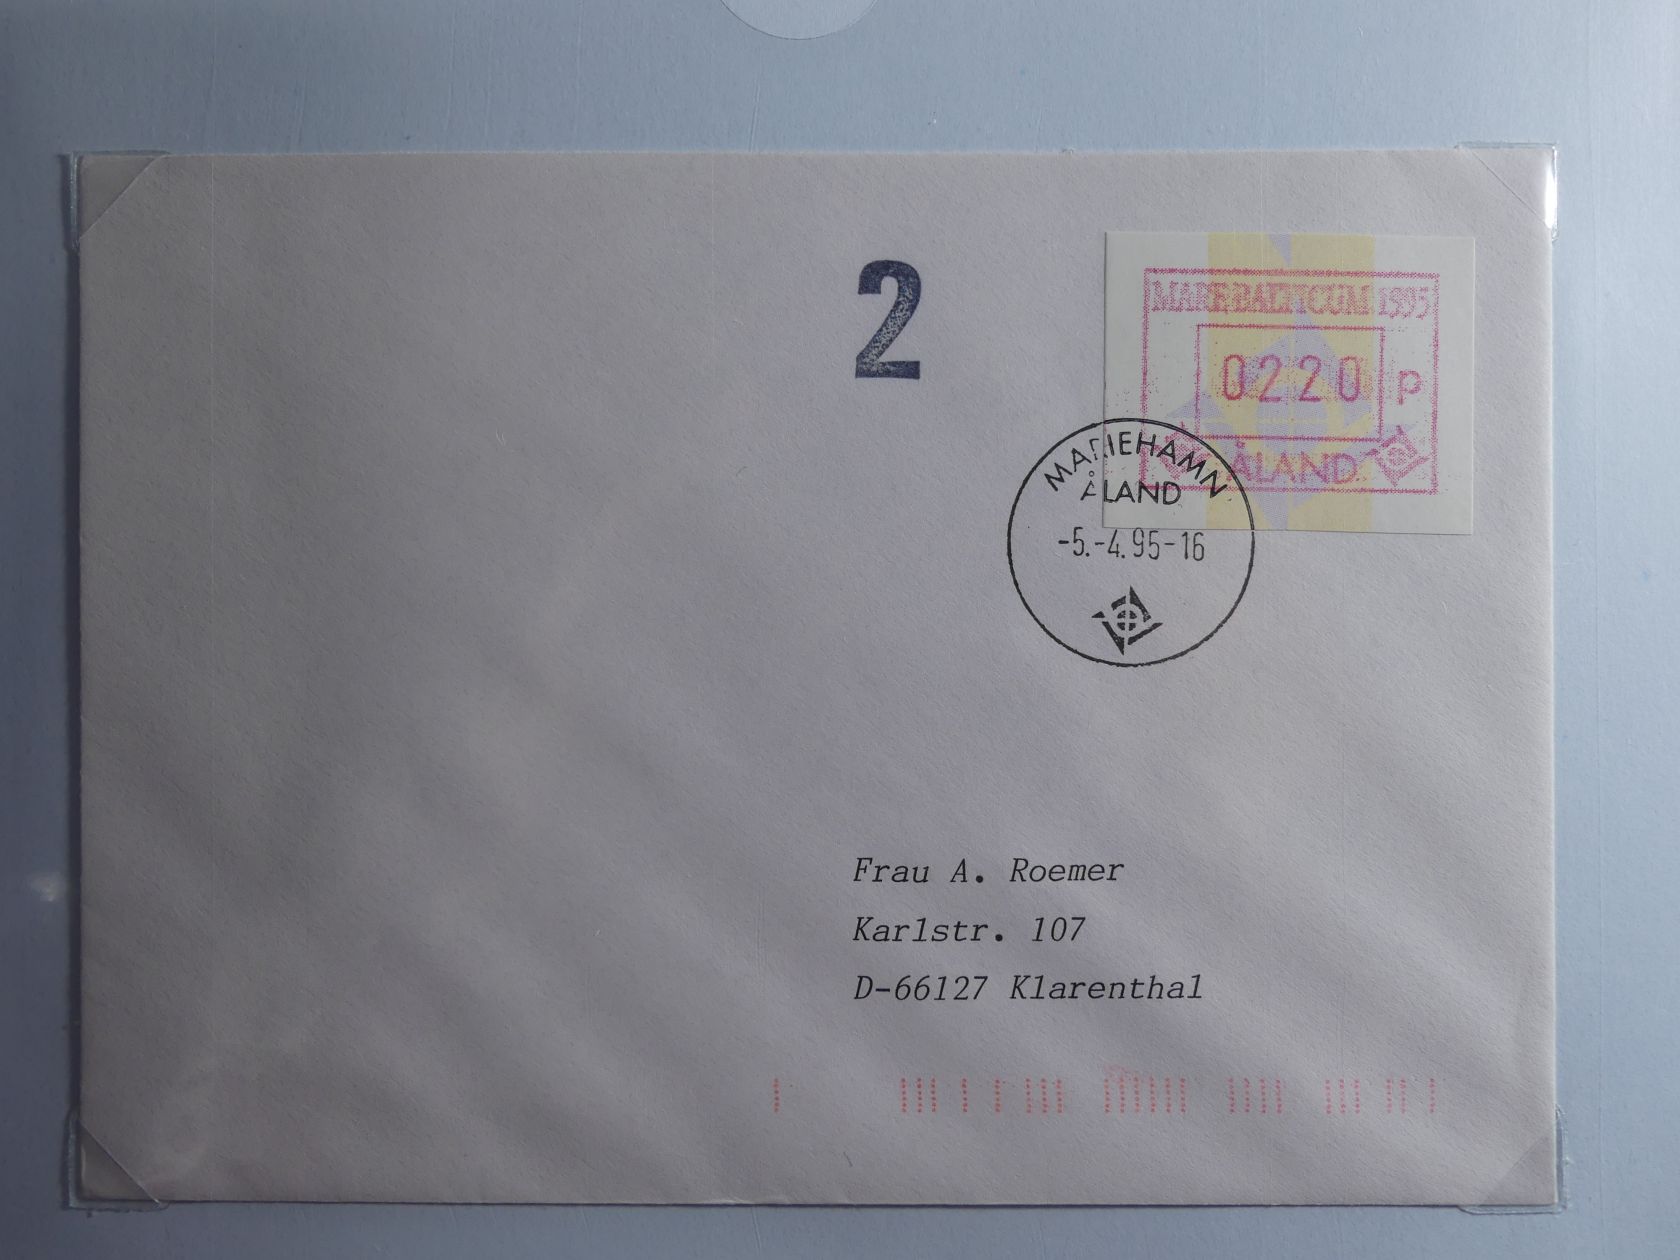 2
MARE BALTICUM 1995
0220 p
ÅLAND
MARIEHAMN
ÅLAND
-5.-4.95-16
Frau A. Roemer
Karlstr. 107
D-66127 Klarenthal